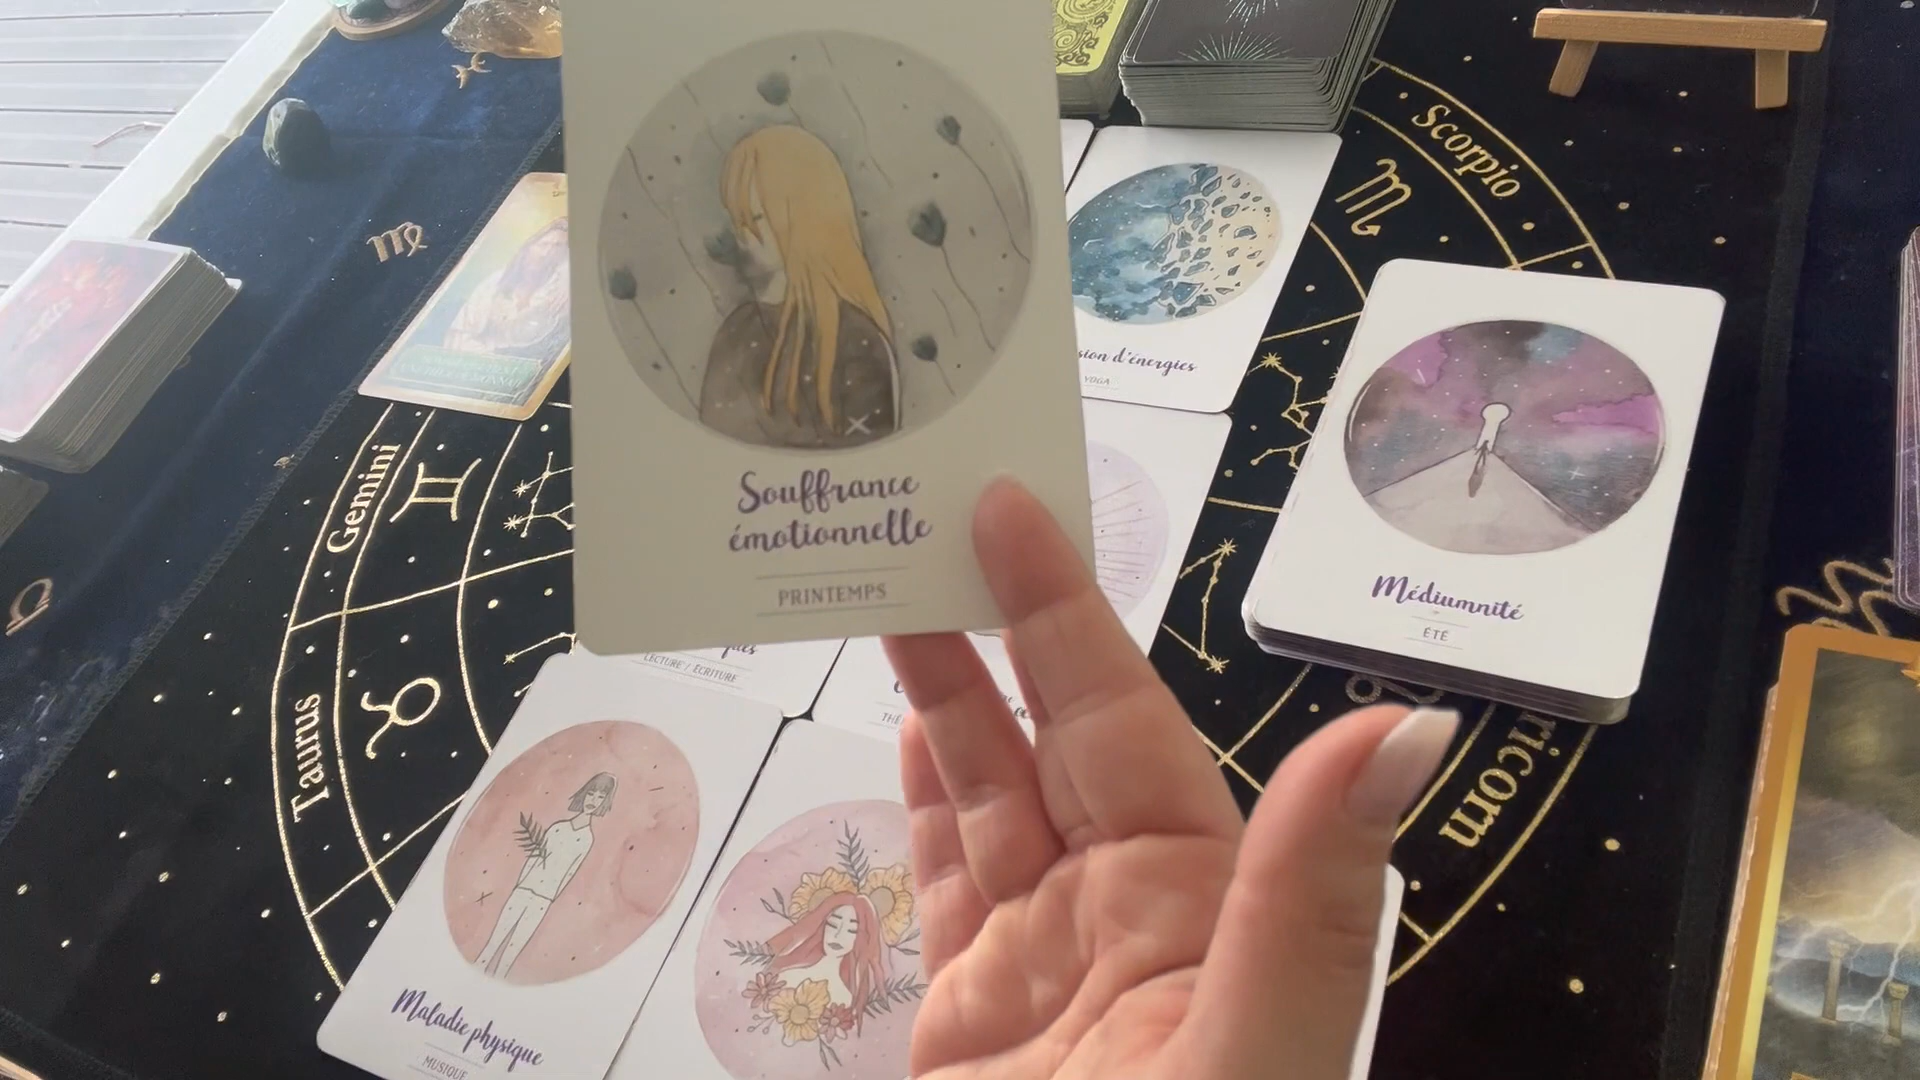 Scorpio
Souffrance
émotionnelle
PRINTEMPS
d'énergies
YOGA
Médiumnité
ÉTÉ
Gemini
Taurus
LECTURE / ÉCRITURE
Maladie physique
MUSIQUE